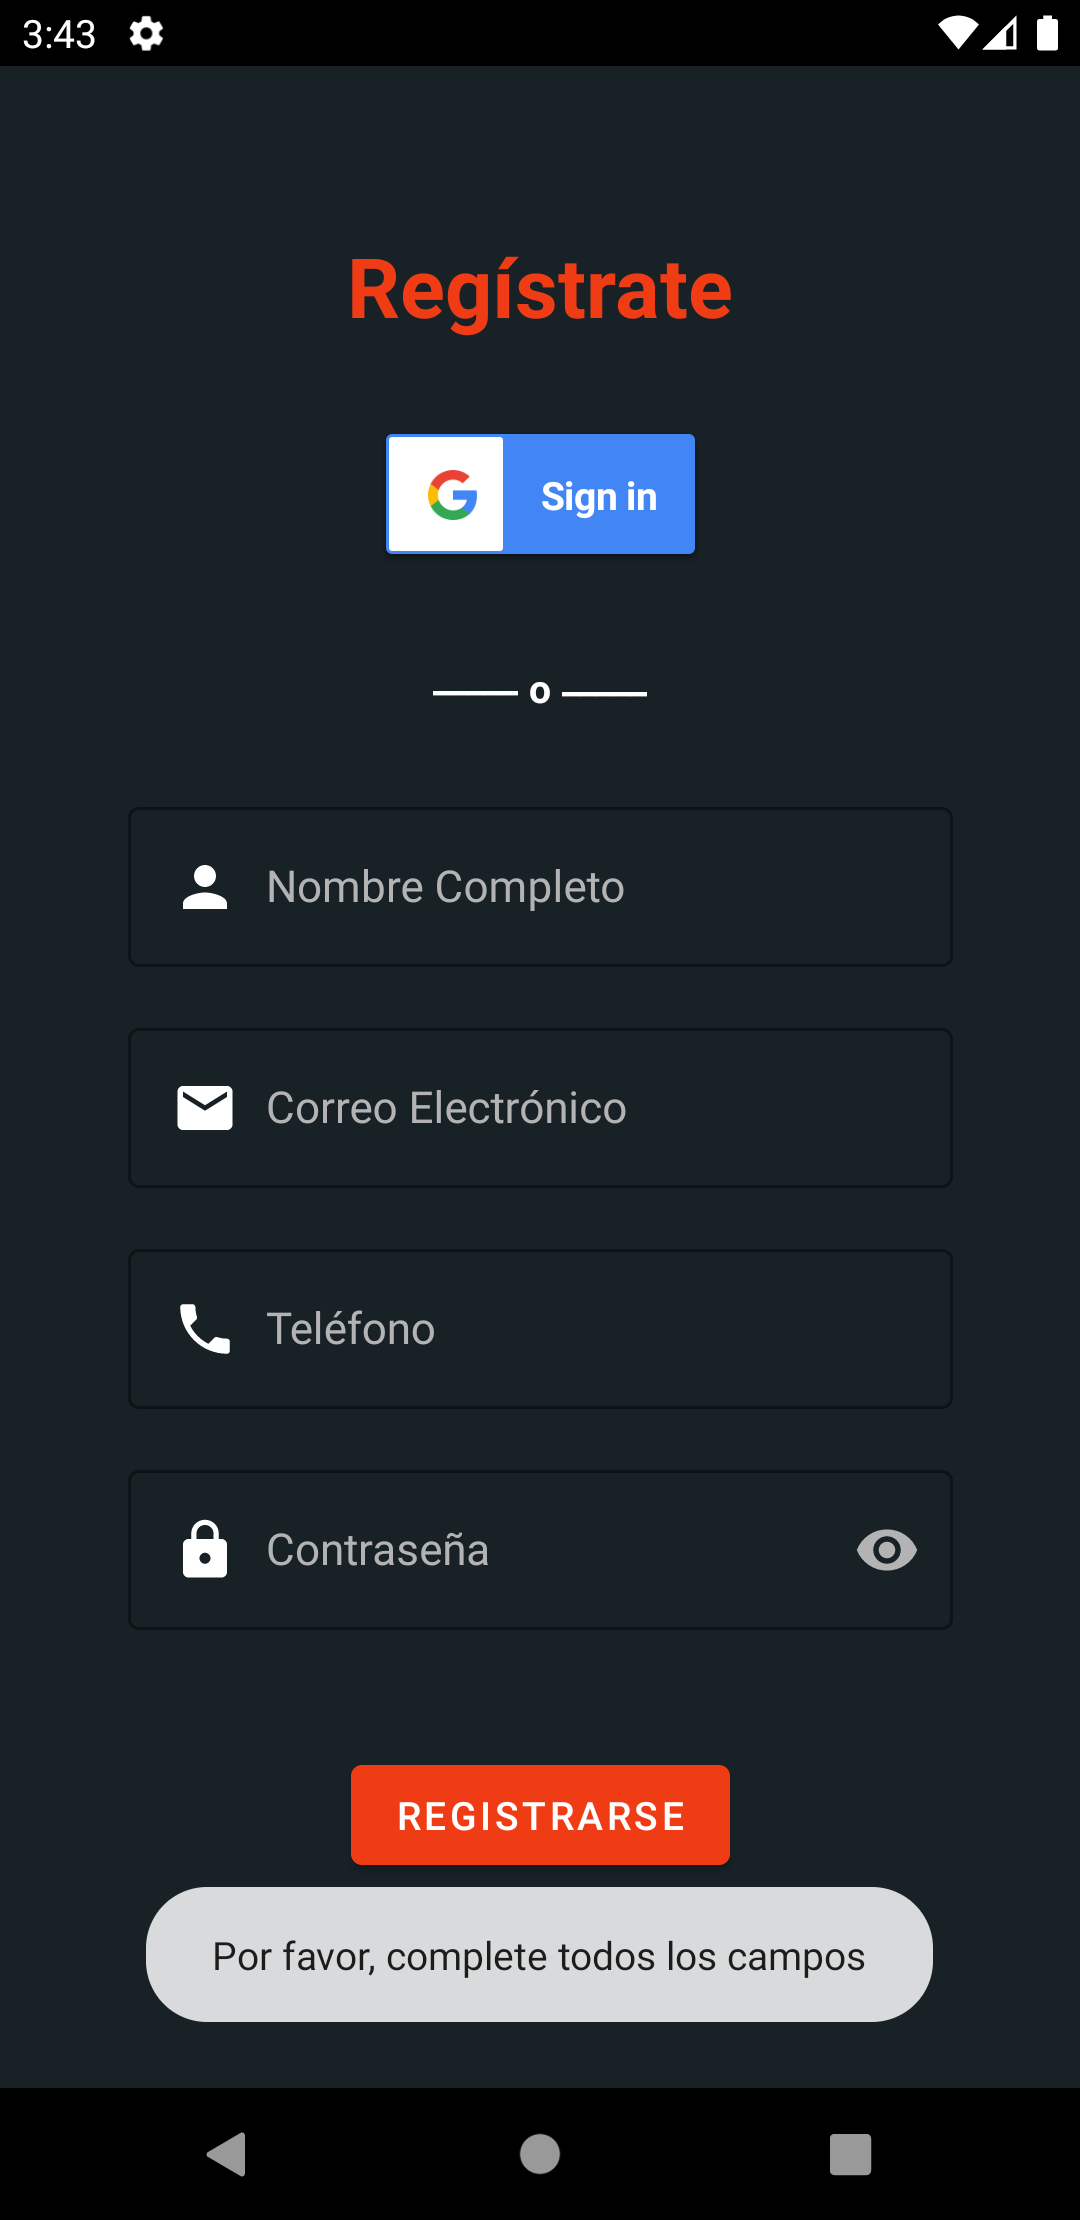 3:43
Regístrate
Sign in
o
Nombre Completo
Correo Electrónico
Teléfono
Contraseña
REGISTRARSE
Por favor, complete todos los campos